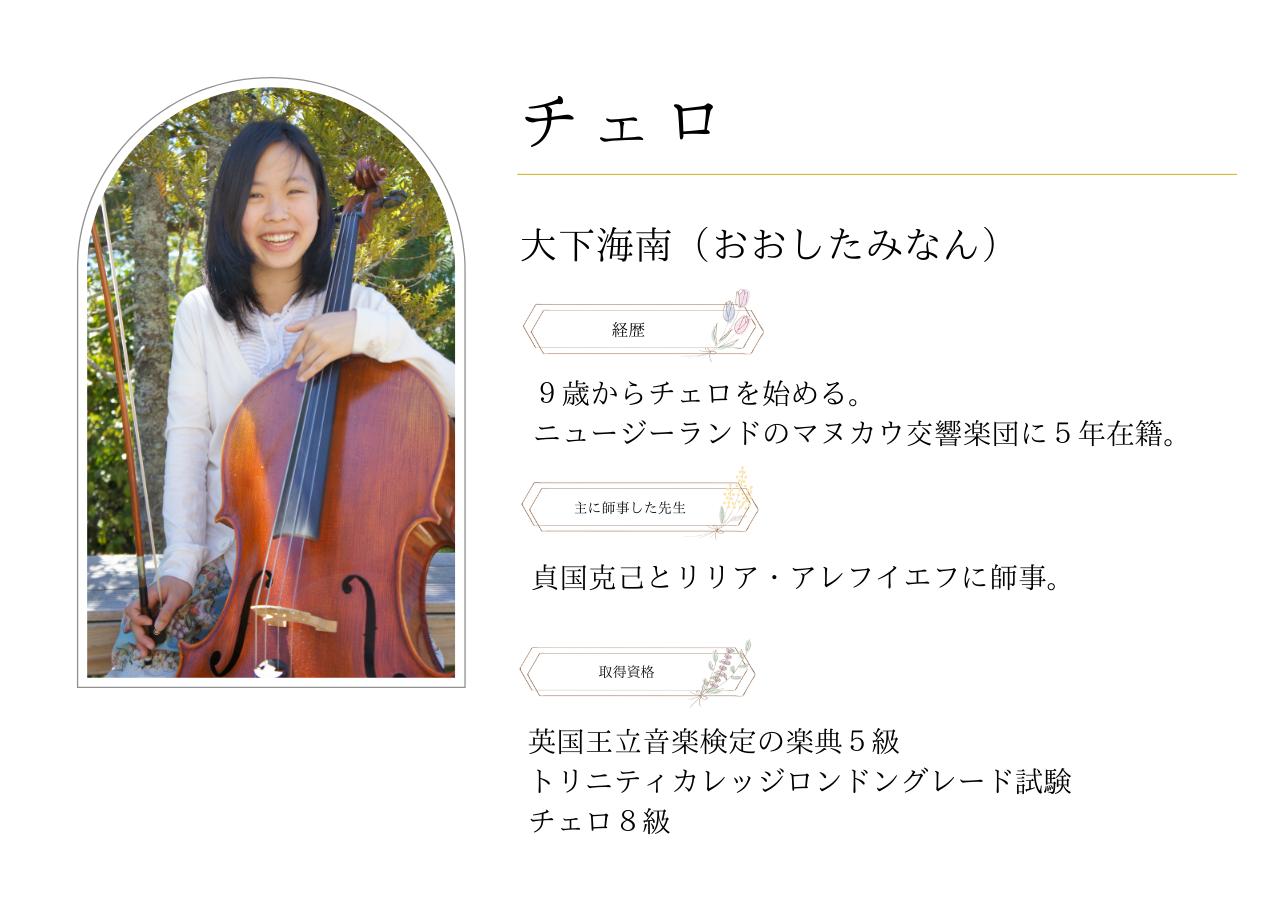 チェロ
大下海南（おおしたみなん）
経歴
９歳からチェロを始める。
ニュージーランドのマヌカウ交響楽団に５年在籍。
主に師事した先生
貞国克己とリリア・アレフイエフに師事。
取得資格
英国王立音楽検定の楽典５級
トリニティカレッジロンドングレード試験
チェロ８級